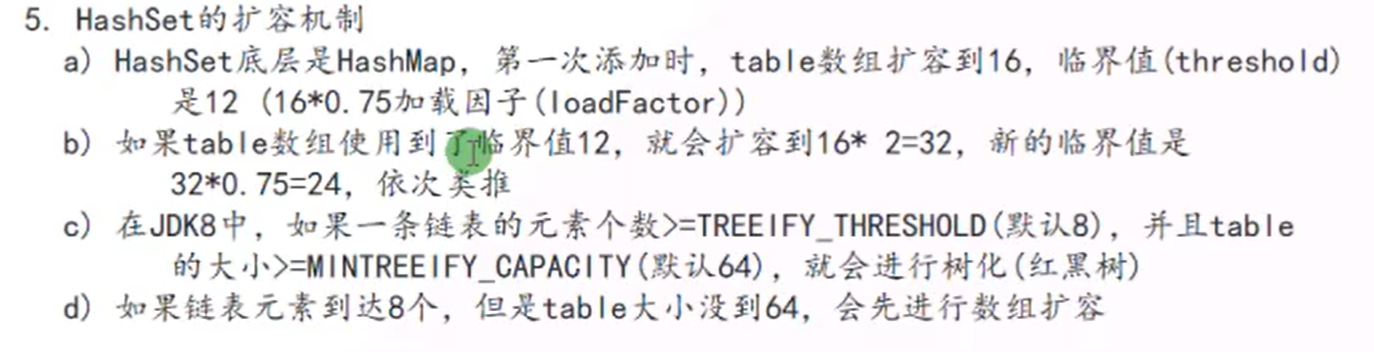 5. HashSet的扩容机制
a) HashSet底层是HashMap, 第一次添加时, table数组扩容到16, 临界值(threshold)
是12 (16*0.75加载因子(loadFactor))
b) 如果table数组使用到了临界值12, 就会扩容到16* 2=32, 新的临界值是
32*0.75=24, 依次类推
c) 在JDK8中, 如果一条链表的元素个数>=TREEIFY_THRESHOLD(默认8), 并且table
的大小>=MINTREEIFY_CAPACITY(默认64), 就会进行树化(红黑树)
d) 如果链表元素到达8个, 但是table大小没到64, 会先进行数组扩容